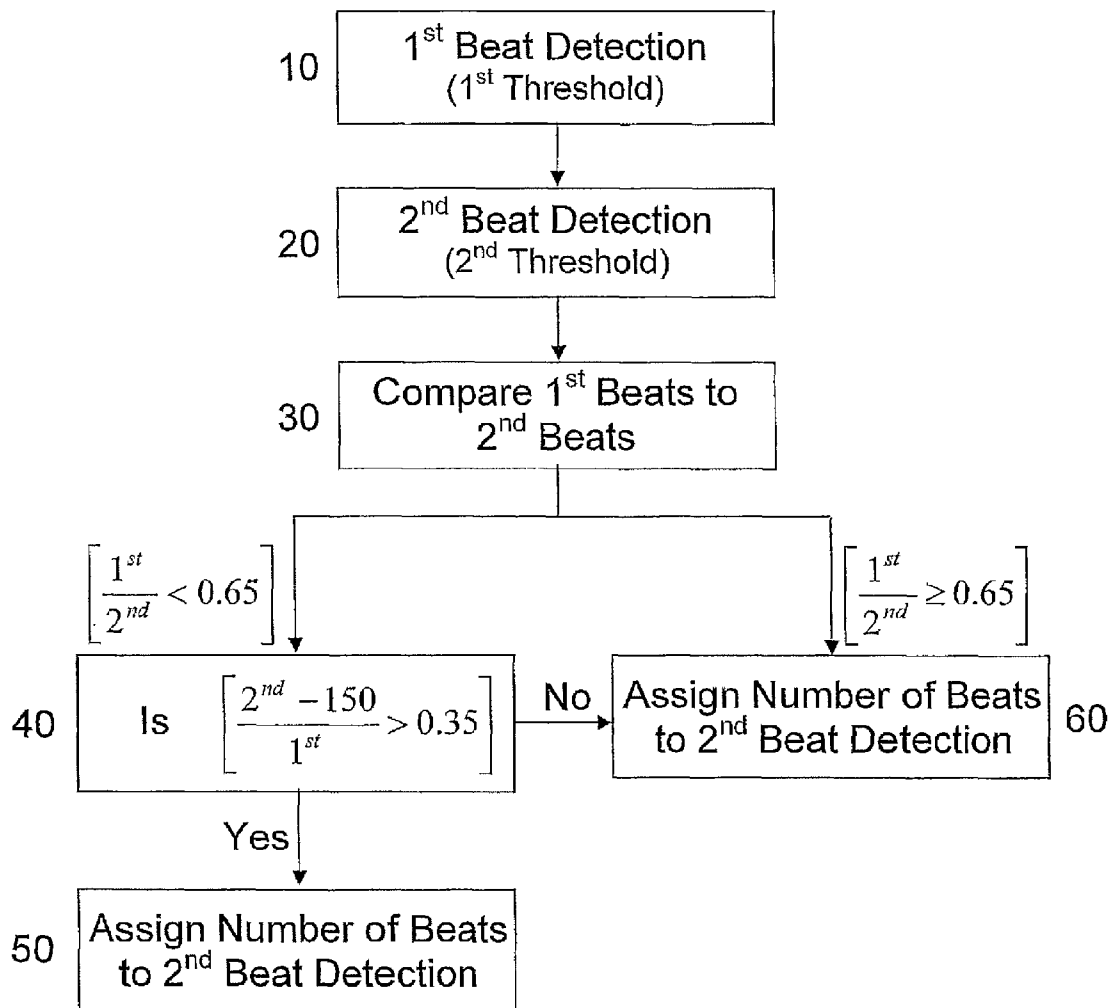 10
1st Beat Detection
(1st Threshold)
20
2nd Beat Detection
(2nd Threshold)
30
Compare 1st Beats to
2nd Beats
[1st / 2nd < 0.65]
[1st / 2nd ≥ 0.65]
40
Is [2nd − 150 / 1st > 0.35]
No
Assign Number of Beats
to 2nd Beat Detection
60
Yes
50
Assign Number of Beats
to 2nd Beat Detection